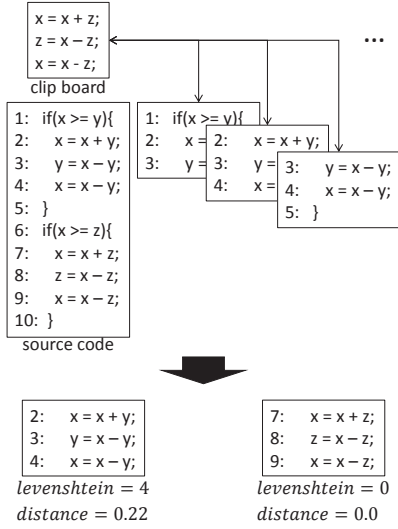 x = x + z;
z = x – z;
x = x - z;
clip board
...
1: if(x >= y){
2: x = x + y;
3: y = x – y;
4: x = x – y;
5: }
6: if(x >= z){
7: x = x + z;
8: z = x – z;
9: x = x – z;
10: }
source code
1: if(x >= y){
2: x =
3: y =
2: x = x + y;
3: y =
4: x =
3: y = x – y;
4: x = x – y;
5: }
2: x = x + y;
3: y = x – y;
4: x = x – y;
levenshtein = 4
distance = 0.22
7: x = x + z;
8: z = x – z;
9: x = x – z;
levenshtein = 0
distance = 0.0